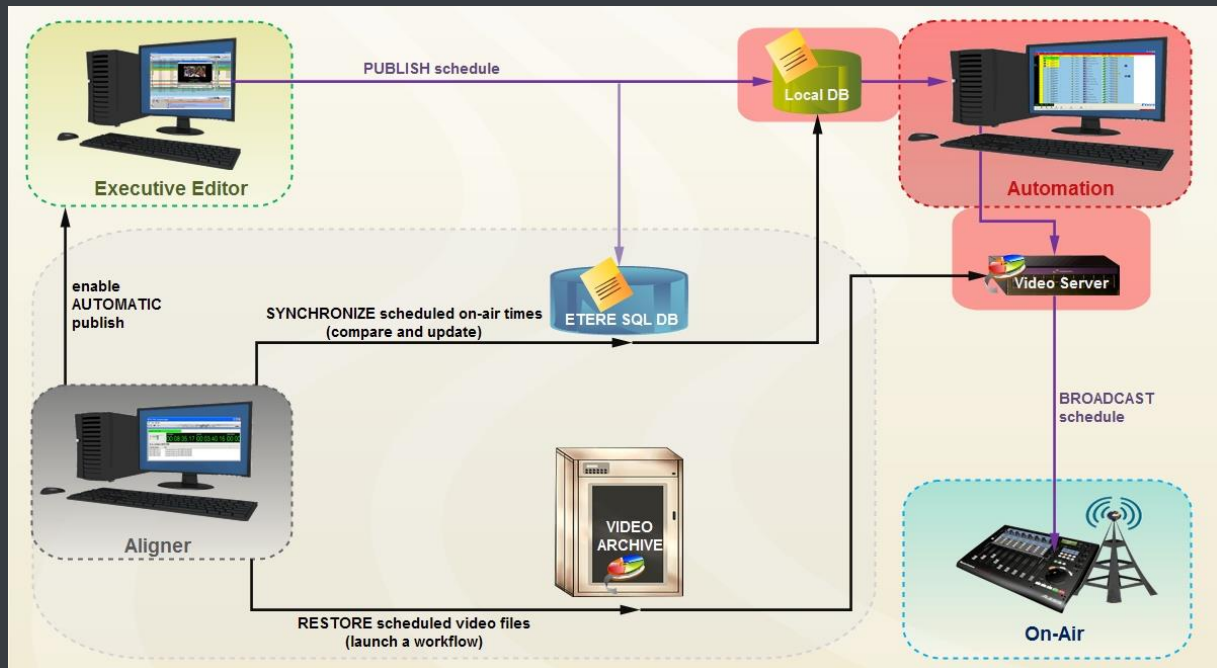 PUBLISH schedule
Local DB
Executive Editor
Automation
enable
AUTOMATIC
publish
SYNCHRONIZE scheduled on-air times
(compare and update)
ETERE SQL DB
Video Server
BROADCAST
schedule
Aligner
VIDEO
ARCHIVE
RESTORE scheduled video files
(launch a workflow)
On-Air